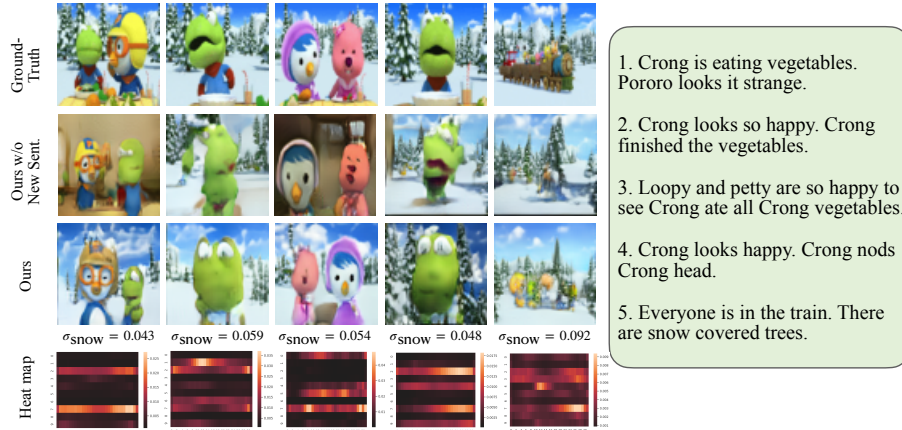 Ground-
Truth
Ours w/o
New Sent.
Ours
σsnow = 0.043
σsnow = 0.059
σsnow = 0.054
σsnow = 0.048
σsnow = 0.092
Heat map
1. Crong is eating vegetables.
Pororo looks it strange.
2. Crong looks so happy. Crong
finished the vegetables.
3. Loopy and petty are so happy to
see Crong ate all Crong vegetables.
4. Crong looks happy. Crong nods
Crong head.
5. Everyone is in the train. There
are snow covered trees.